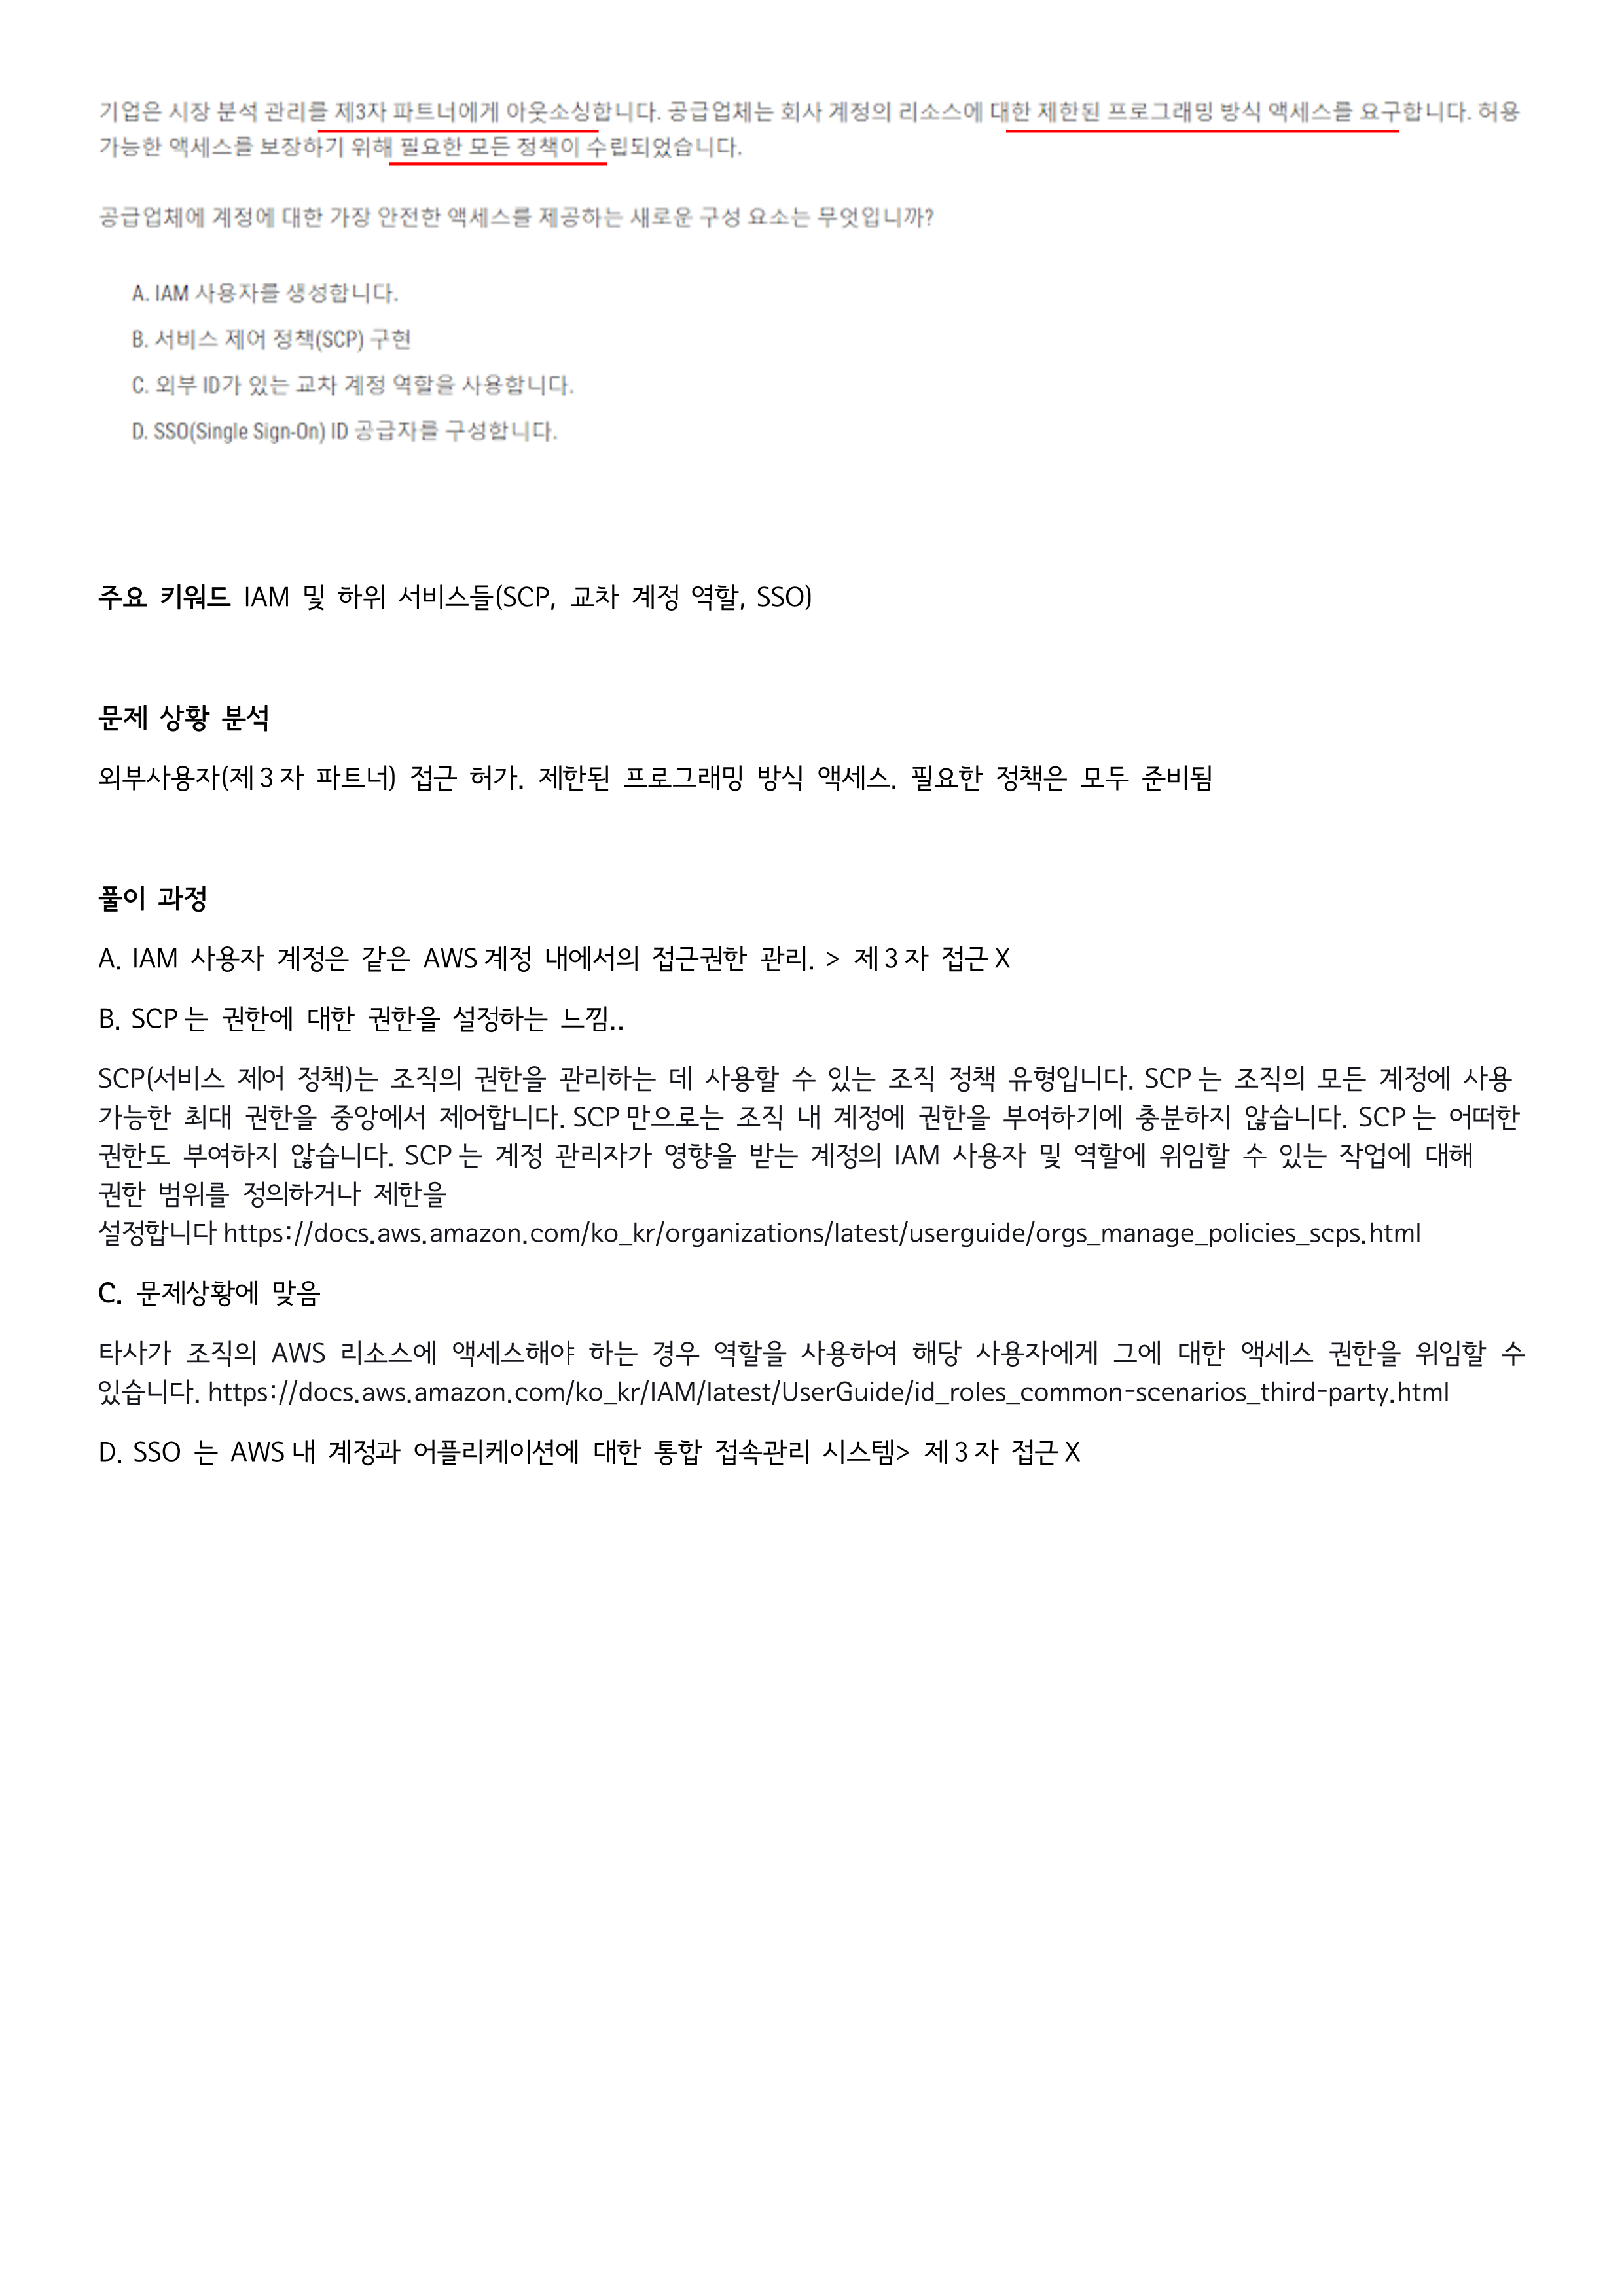 기업은 시장 분석 관리를 제3자 파트너에게 아웃소싱합니다. 공급업체는 회사 계정의 리소스에 대한 제한된 프로그래밍 방식 액세스를 요구합니다. 허용
가능한 액세스를 보장하기 위해 필요한 모든 정책이 수립되었습니다.
공급업체에 계정에 대한 가장 안전한 액세스를 제공하는 새로운 구성 요소는 무엇입니까?
A. IAM 사용자를 생성합니다.
B. 서비스 제어 정책(SCP) 구현
C. 외부 ID가 있는 교차 계정 역할을 사용합니다.
D. SSO(Single Sign-On) ID 공급자를 구성합니다.
주요 키워드 IAM 및 하위 서비스들(SCP, 교차 계정 역할, SSO)
문제 상황 분석
외부사용자(제3자 파트너) 접근 허가. 제한된 프로그래밍 방식 액세스. 필요한 정책은 모두 준비됨
풀이 과정
A. IAM 사용자 계정은 같은 AWS계정 내에서의 접근권한 관리. > 제3자 접근X
B. SCP는 권한에 대한 권한을 설정하는 느낌..
SCP(서비스 제어 정책)는 조직의 권한을 관리하는 데 사용할 수 있는 조직 정책 유형입니다. SCP는 조직의 모든 계정에 사용
가능한 최대 권한을 중앙에서 제어합니다. SCP만으로는 조직 내 계정에 권한을 부여하기에 충분하지 않습니다. SCP는 어떠한
권한도 부여하지 않습니다. SCP는 계정 관리자가 영향을 받는 계정의 IAM 사용자 및 역할에 위임할 수 있는 작업에 대해
권한 범위를 정의하거나 제한을
설정합니다 https://docs.aws.amazon.com/ko_kr/organizations/latest/userguide/orgs_manage_policies_scps.html
C. 문제상황에 맞음
타사가 조직의 AWS 리소스에 액세스해야 하는 경우 역할을 사용하여 해당 사용자에게 그에 대한 액세스 권한을 위임할 수
있습니다. https://docs.aws.amazon.com/ko_kr/IAM/latest/UserGuide/id_roles_common-scenarios_third-party.html
D. SSO 는 AWS내 계정과 어플리케이션에 대한 통합 접속관리 시스템> 제3자 접근X